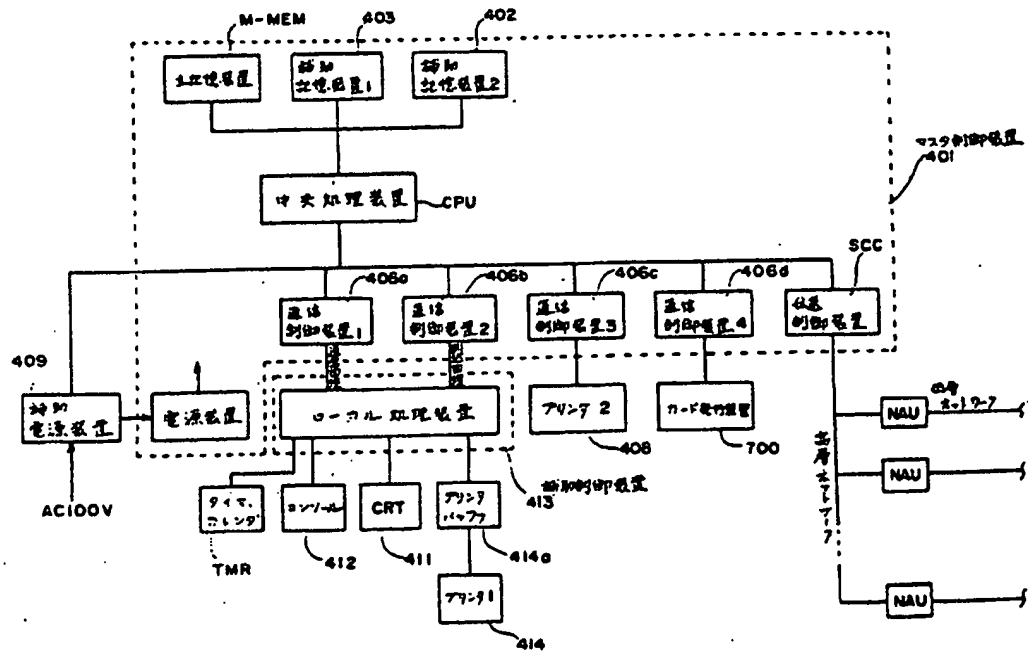 M-MEM
403
402
主記憶装置
補助
記憶装置1
補助
記憶装置2
マスタ制御装置
401
中央処理装置
CPU
SCC
406a
406b
406c
406d
通信
制御装置1
通信
制御装置2
通信
制御装置3
通信
制御装置4
伝送
制御装置
409
補助
電源装置
電源装置
ローカル処理装置
プリンタ2
カード発行装置
408
700
NAU
ネットワーク
NAU
AC100V
タイマ,
カレンダ
コンソール
CRT
プリンタ
バッファ
413
補助制御装置
TMR
412
411
414a
プリンタ1
414
NAU